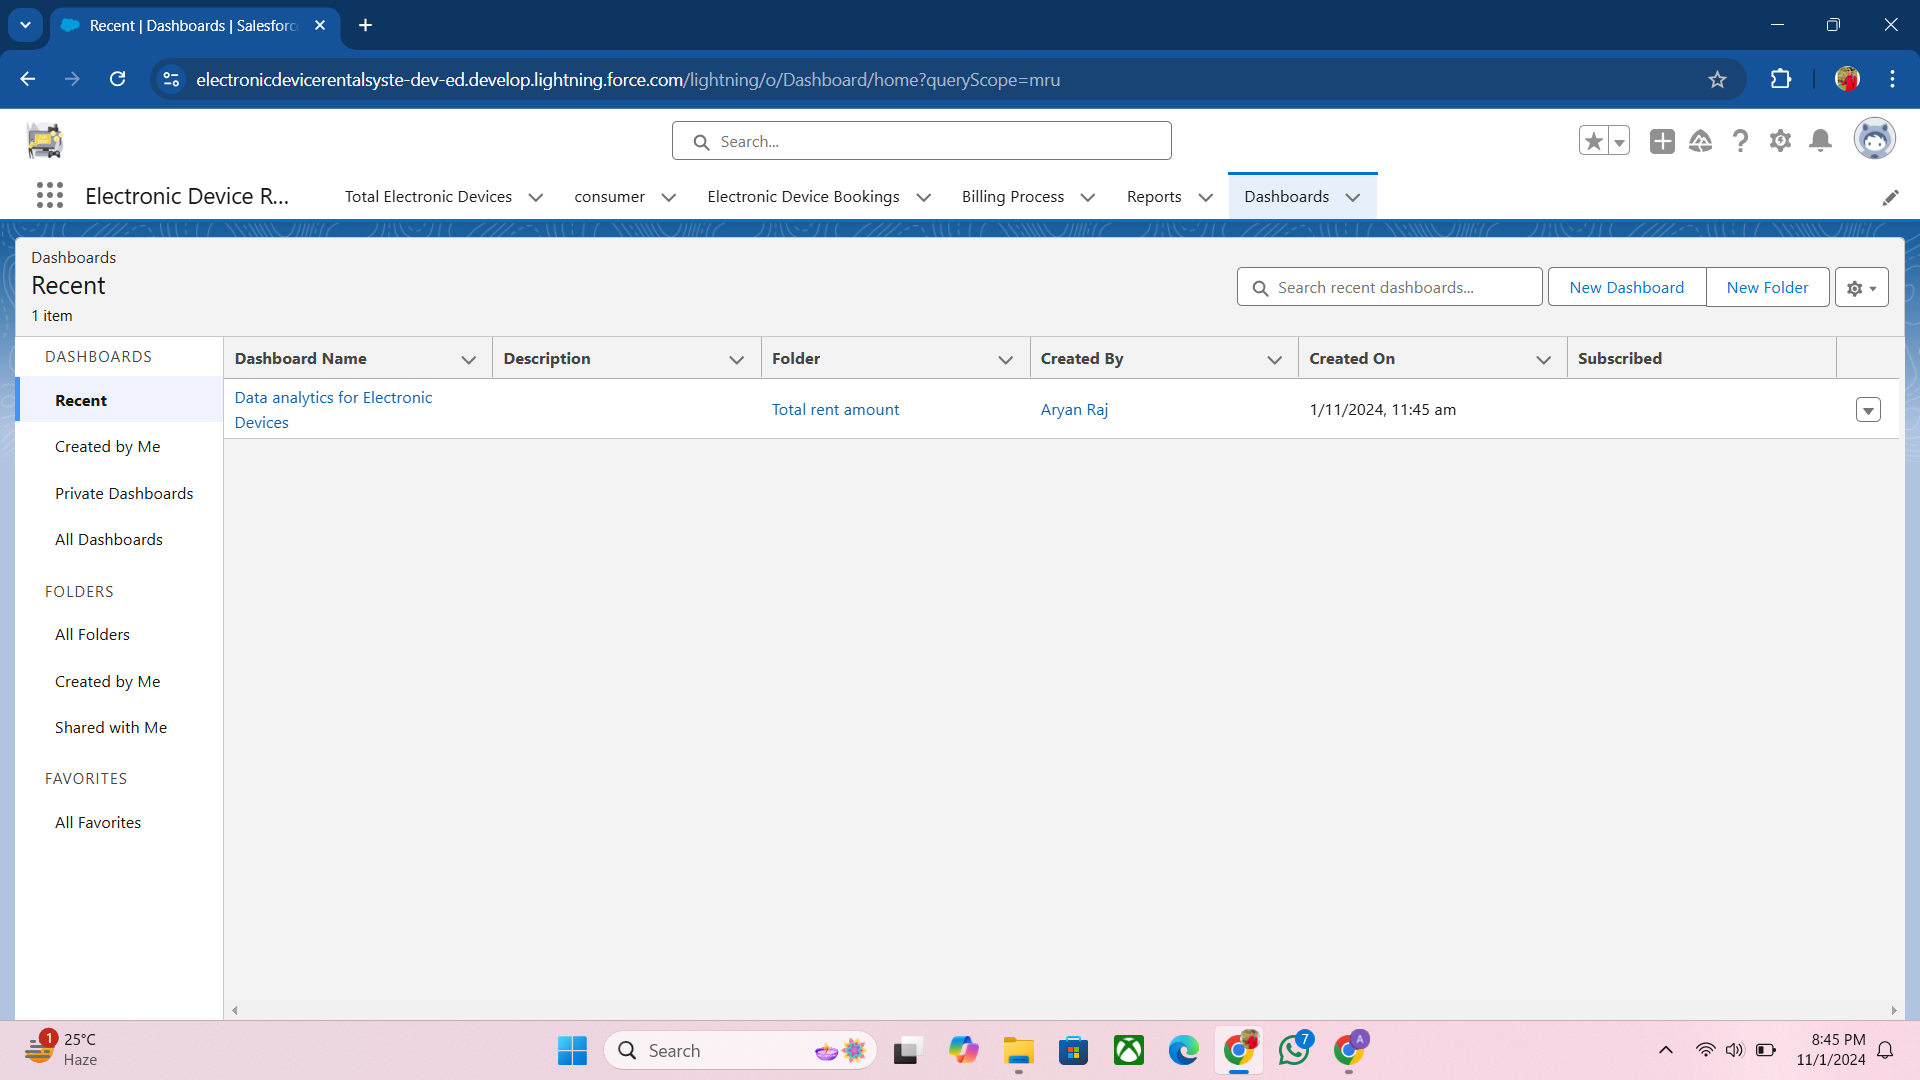 Recent | Dashboards | Salesforc
electronicdevicerentalsyste-dev-ed.develop.lightning.force.com/lightning/o/Dashboard/home?queryScope=mru
Search...
Electronic Device R...
Total Electronic Devices
consumer
Electronic Device Bookings
Billing Process
Reports
Dashboards
Dashboards
Recent
1 item
Search recent dashboards...
New Dashboard
New Folder
DASHBOARDS
Recent
Created by Me
Private Dashboards
All Dashboards
FOLDERS
All Folders
Created by Me
Shared with Me
FAVORITES
All Favorites
Dashboard Name
Description
Folder
Created By
Created On
Subscribed
Data analytics for Electronic
Devices
Total rent amount
Aryan Raj
1/11/2024, 11:45 am
1
25°C
Haze
Search
7
A
8:45 PM
11/1/2024